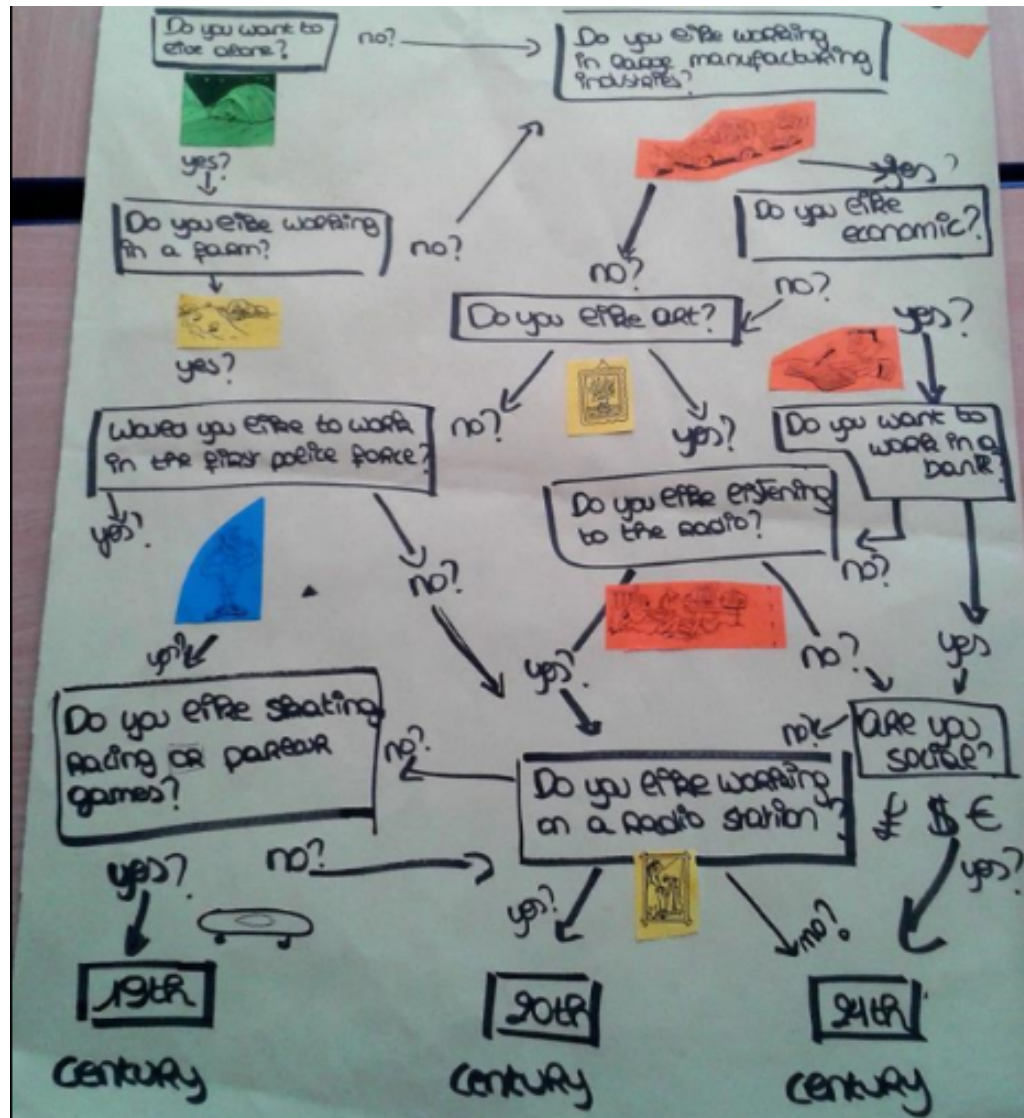 Do you want to
live alone?
no?
Do you like working
in large manufacturing
industries?
yes?
yes?
Do you like working
in a farm?
no?
Do you like
economic?
no?
no?
Do you like art?
yes?
yes?
no?
yes?
Would you like to work
in the first police force?
Do you want to
work in a
bank?
Do you like listening
to the radio?
yes?
no?
no?
yes?
yes?
no?
yes
Do you like skating,
racing or parkour
games?
no?
no?
Are you
social?
Do you like working
on a radio station?
€ $ €
yes?
no?
yes?
yes?
no?
19th
20th
21th
century
century
century